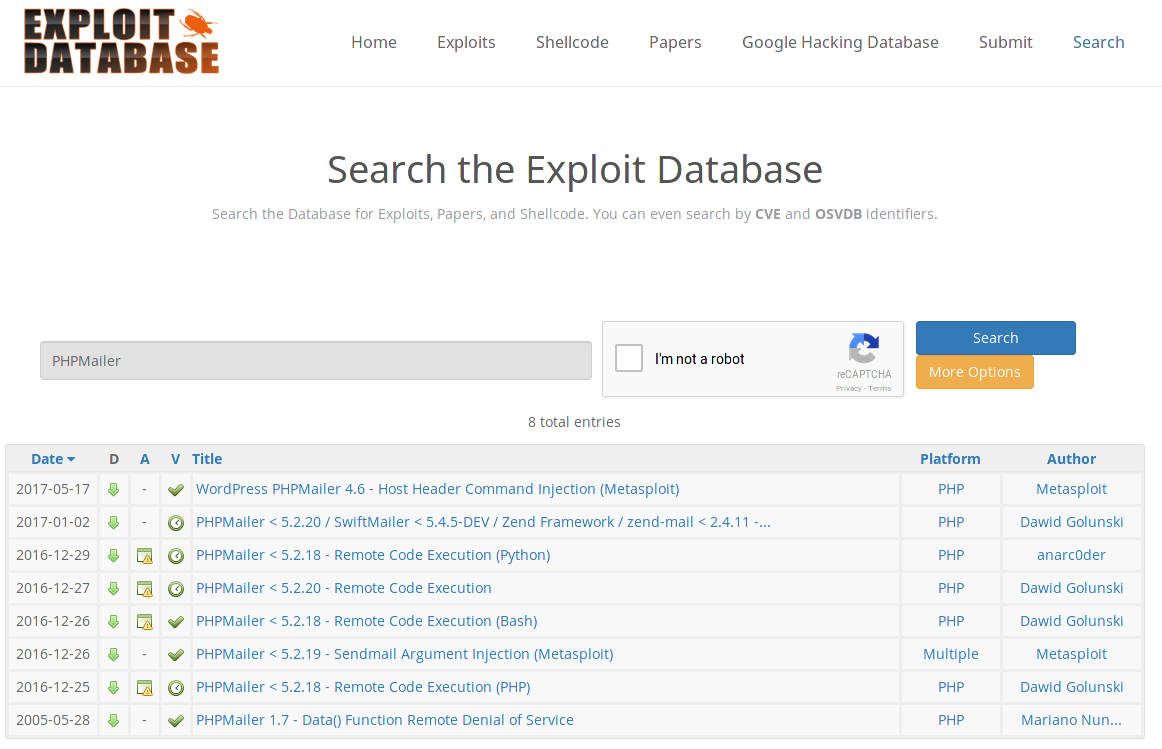 EXPLOIT
DATABASE
Home Exploits Shellcode Papers Google Hacking Database Submit Search
Search the Exploit Database
Search the Database for Exploits, Papers, and Shellcode. You can even search by CVE and OSVDB identifiers.
PHPMailer
I'm not a robot
reCAPTCHA
Privacy - Terms
Search
More Options
8 total entries
Date D A V Title Platform Author
2017-05-17 - WordPress PHPMailer 4.6 - Host Header Command Injection (Metasploit) PHP Metasploit
2017-01-02 - PHPMailer < 5.2.20 / SwiftMailer < 5.4.5-DEV / Zend Framework / zend-mail < 2.4.11 -... PHP Dawid Golunski
2016-12-29 PHPMailer < 5.2.18 - Remote Code Execution (Python) PHP anarc0der
2016-12-27 PHPMailer < 5.2.20 - Remote Code Execution PHP Dawid Golunski
2016-12-26 PHPMailer < 5.2.18 - Remote Code Execution (Bash) PHP Dawid Golunski
2016-12-26 - PHPMailer < 5.2.19 - Sendmail Argument Injection (Metasploit) Multiple Metasploit
2016-12-25 PHPMailer < 5.2.18 - Remote Code Execution (PHP) PHP Dawid Golunski
2005-05-28 - PHPMailer 1.7 - Data() Function Remote Denial of Service PHP Mariano Nun...